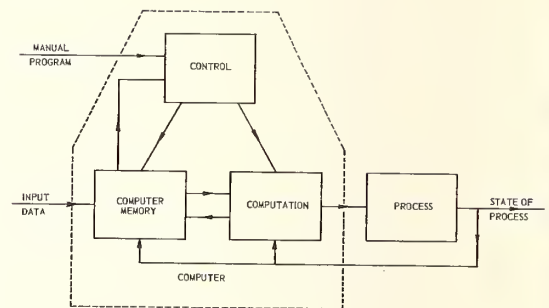 MANUAL
PROGRAM
CONTROL
INPUT
DATA
COMPUTER
MEMORY
COMPUTATION
PROCESS
STATE OF
PROCESS
COMPUTER